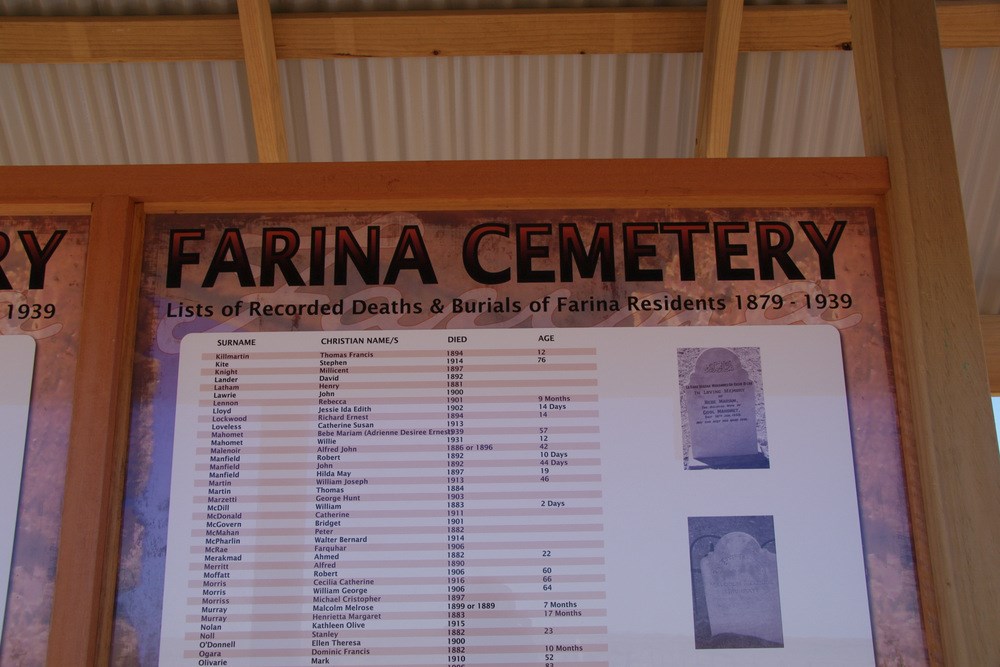 RY
1939
FARINA CEMETERY
Lists of Recorded Deaths & Burials of Farina Residents 1879 - 1939
SURNAME CHRISTIAN NAME/S DIED AGE
Killmartin Thomas Francis 1894 12
Kite Stephen 1914 76
Knight Millicent 1897
Lander David 1892
Latham Henry 1881
Lawrie John 1900
Lennon Rebecca 1901 9 Months
Lloyd Jessie Ida Edith 1902 14 Days
Lockwood Richard Ernest 1894 14
Loveless Catherine Susan 1913
Mahomet Bebe Mariam (Adrienne Desiree Ernest) 1939 57
Mahomet Willie 1931 12
Malenoir Alfred John 1886 or 1896 42
Manfield Robert 1892 10 Days
Manfield John 1892 44 Days
Manfield Hilda May 1897 19
Martin William Joseph 1913 46
Martin Thomas 1884
Marzetti George Hunt 1903
McDill William 1883 2 Days
McDonald Catherine 1911
McGovern Bridget 1901
McMahan Peter 1882
McPharlin Walter Bernard 1914
McRae Farquhar 1906
Merakmad Ahmed 1882 22
Merritt Alfred 1890
Moffatt Robert 1906 60
Morris Cecilia Catherine 1916 66
Morris William George 1906 64
Morriss Michael Cristopher 1897
Murray Malcolm Melrose 1899 or 1889 7 Months
Murray Henrietta Margaret 1883 17 Months
Nolan Kathleen Olive 1915
Noll Stanley 1882 23
O'Donnell Ellen Theresa 1900
Ogara Dominic Francis 1882 10 Months
Olivarie Mark 1910 52